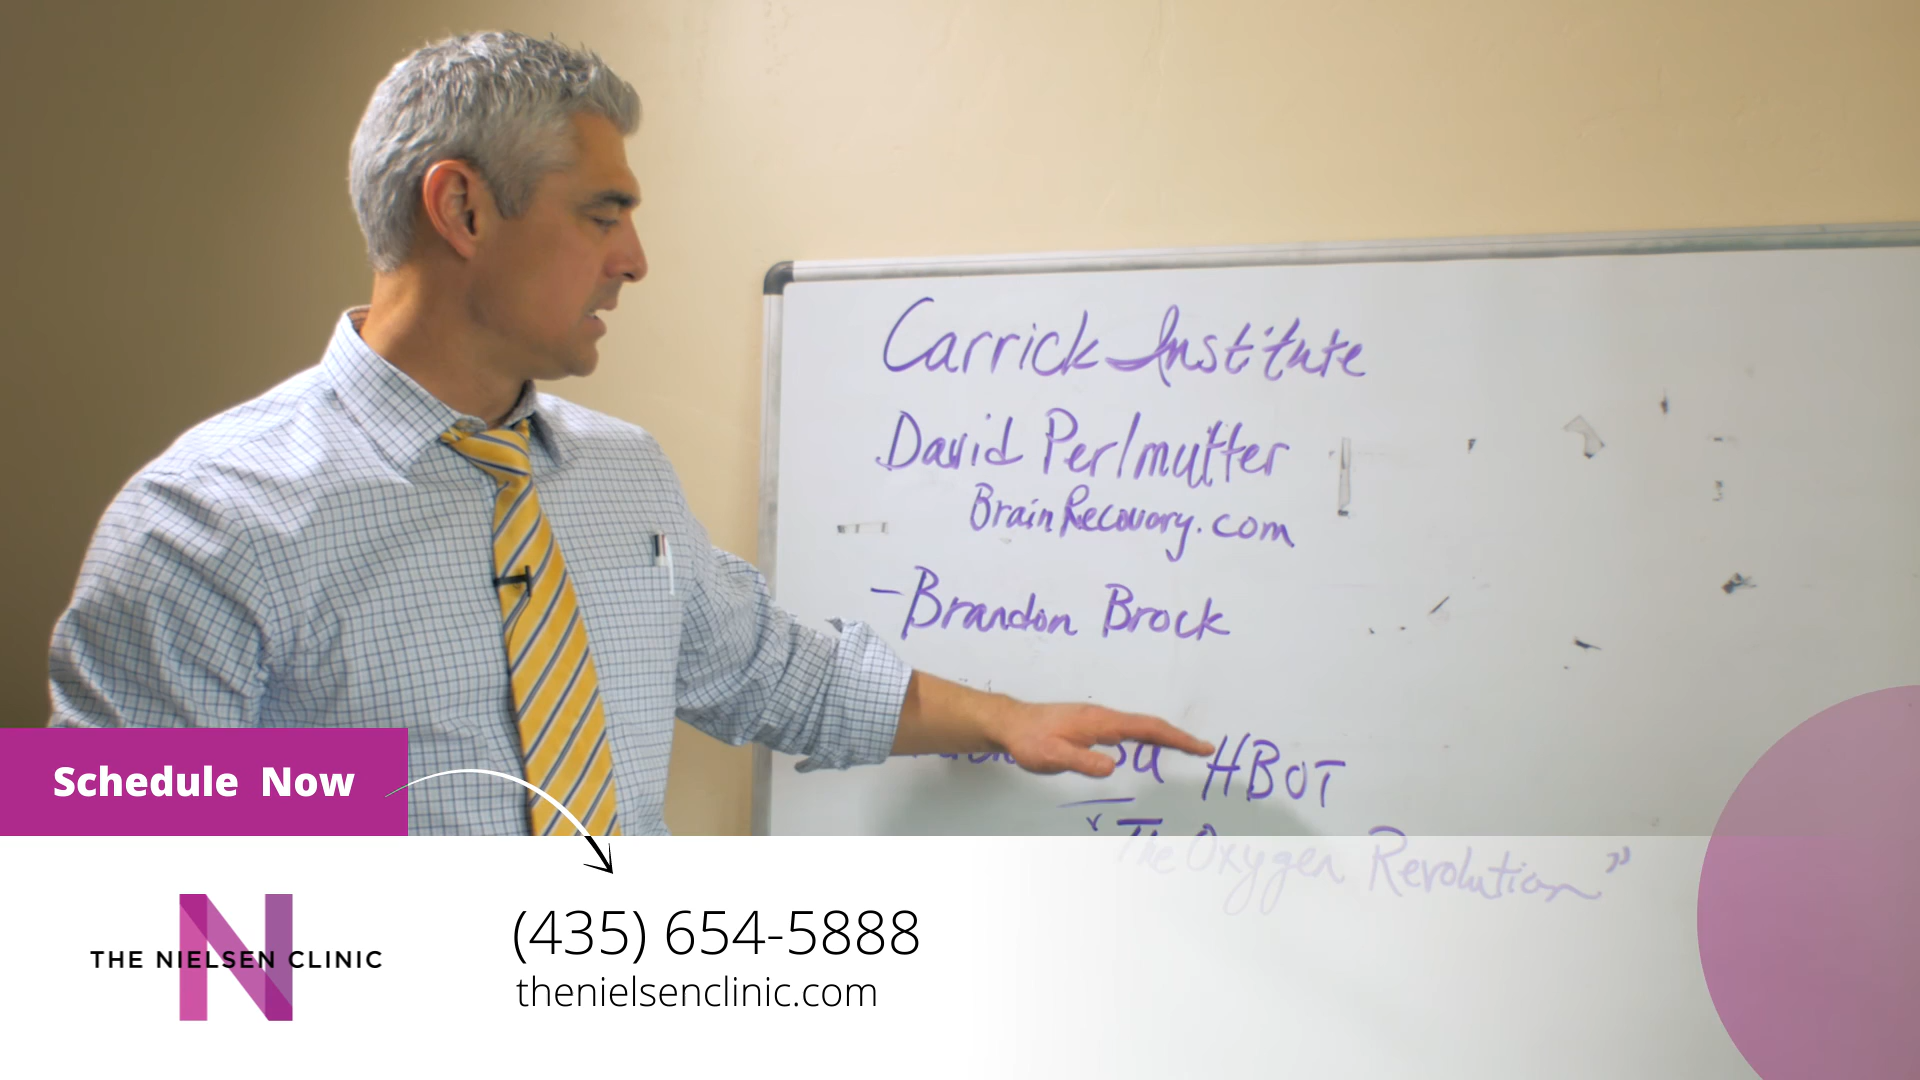 Carrick Institute
David Perlmutter
BrainRecovory.com
-Brandon Brock
HBOT
"The Oxygen Revolution"
Schedule Now
THE NIELSEN CLINIC
(435) 654-5888
thenielsenclinic.com